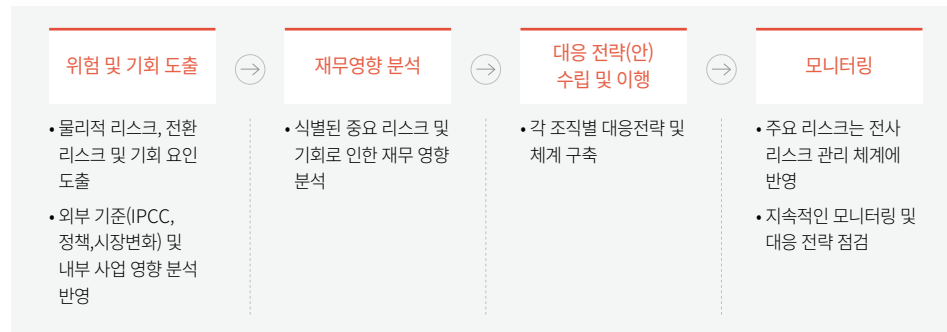 위험 및 기회 도출
재무영향 분석
대응 전략(안)
수립 및 이행
모니터링
• 물리적 리스크, 전환
리스크 및 기회 요인
도출
• 외부 기준(IPCC,
정책,시장변화) 및
내부 사업 영향 분석
반영
• 식별된 중요 리스크 및
기회로 인한 재무 영향
분석
• 각 조직별 대응전략 및
체계 구축
• 주요 리스크는 전사
리스크 관리 체계에
반영
• 지속적인 모니터링 및
대응 전략 점검